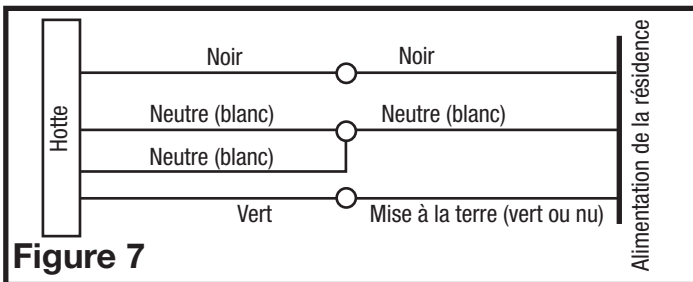 Noir
Noir
Neutre (blanc)
Neutre (blanc)
Neutre (blanc)
Vert
Mise à la terre (vert ou nu)
Hotte
Alimentation de la résidence
Figure 7